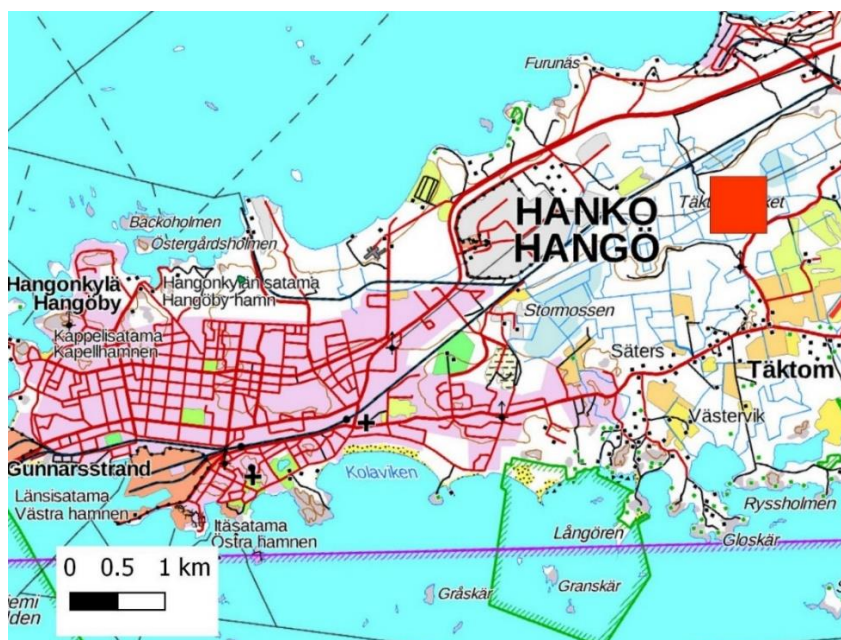 Furunäs
HANKO
HANGÖ
Bäcköholmen
Östergårdsholmen
Hangonkylä
Hangöby
Hangonkylän satama
Hangöby hamn
Kappelisatama
Kapellhamnen
Stormossen
Säters
Täktom
Västervik
Gunnarsstrand
Kolaviken
Länsisatama
Västra hamnen
Itäsatama
Östra hamnen
Långören
Ryssholmen
Gloskär
Gråskär
Granskär
0 0.5 1 km